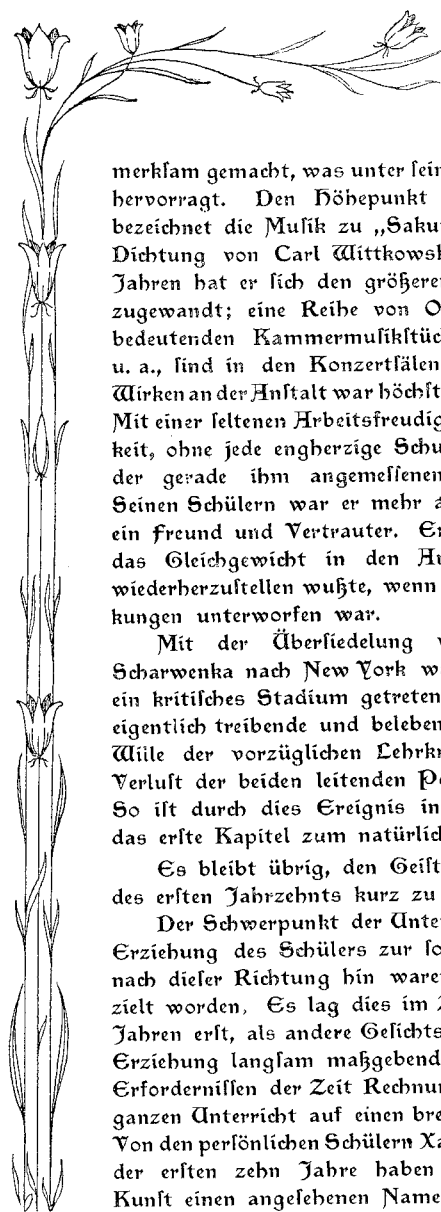 merkſam gemacht, was unter ſein
hervorragt. Den Höhepunkt
bezeichnet die Muſik zu „Saku
Dichtung von Carl Wittkowsk
Jahren hat er ſich den größeren
zugewandt; eine Reihe von O
bedeutenden Kammermuſikſtüc
u. a., ſind in den Konzertſälen
Wirken an der Anſtalt war höchſt
Mit einer ſeltenen Arbeitsfreudig
keit, ohne jede engherzige Schu
der gerade ihm angemeſſenen
Seinen Schülern war er mehr a
ein Freund und Vertrauter. Er
das Gleichgewicht in den Au
wiederherzuſtellen wußte, wenn
kungen unterworfen war.
Mit der Überſiedelung v
Scharwenka nach New York w
ein kritiſches Stadium getreten
eigentlich treibende und beleben
Wille der vorzüglichen Lehrkr
Verluſt der beiden leitenden Pe
So iſt durch dies Ereignis in
das erſte Kapitel zum natürlich
Es bleibt übrig, den Geiſt
des erſten Jahrzehnts kurz zu
Der Schwerpunkt der Unter
Erziehung des Schülers zur ſo
nach dieſer Richtung hin ware
zielt worden, Es lag dies im Z
Jahren erſt, als andere Geſichts
Erziehung langſam maßgebend
Erforderniſſen der Zeit Rechnu
ganzen Unterricht auf einen bre
Von den perſönlichen Schülern Xa
der erſten zehn Jahre haben
Kunſt einen angeſehenen Name